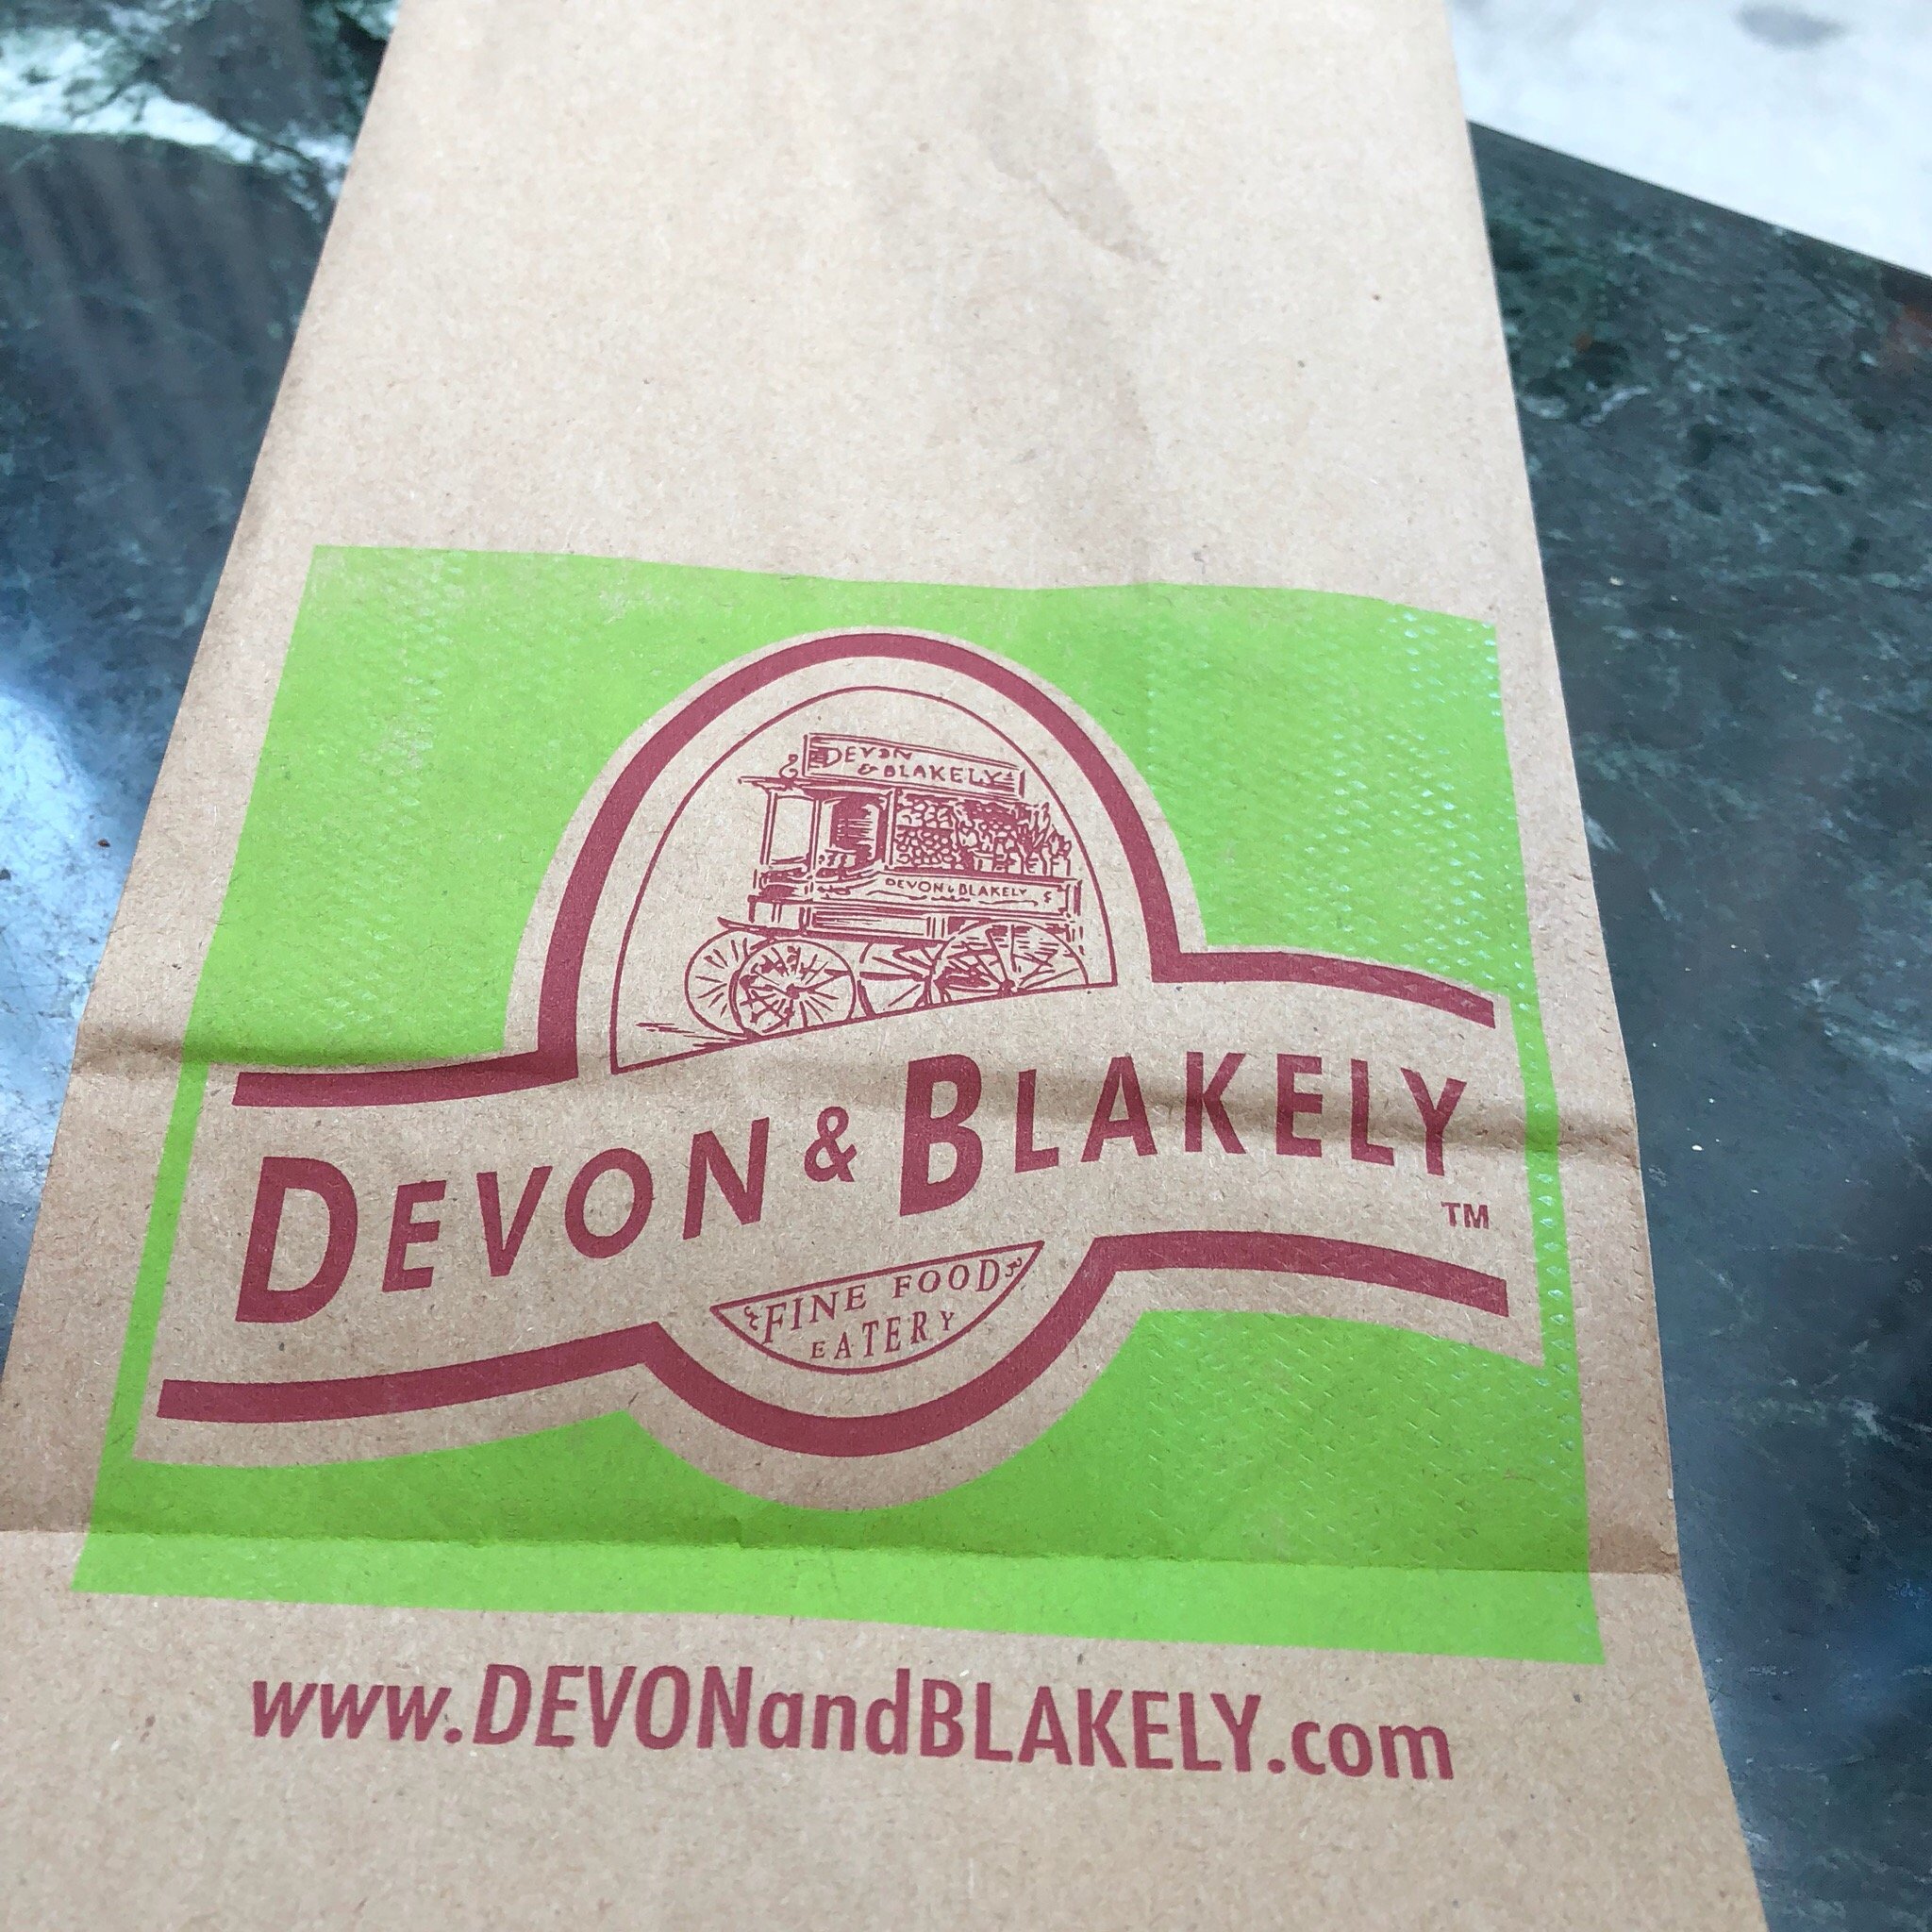 DEVON
& BLAKELY
DEVON & BLAKELY
DEVON & BLAKELY
TM
FINE FOOD
EATERY
www.DEVONandBLAKELY.com